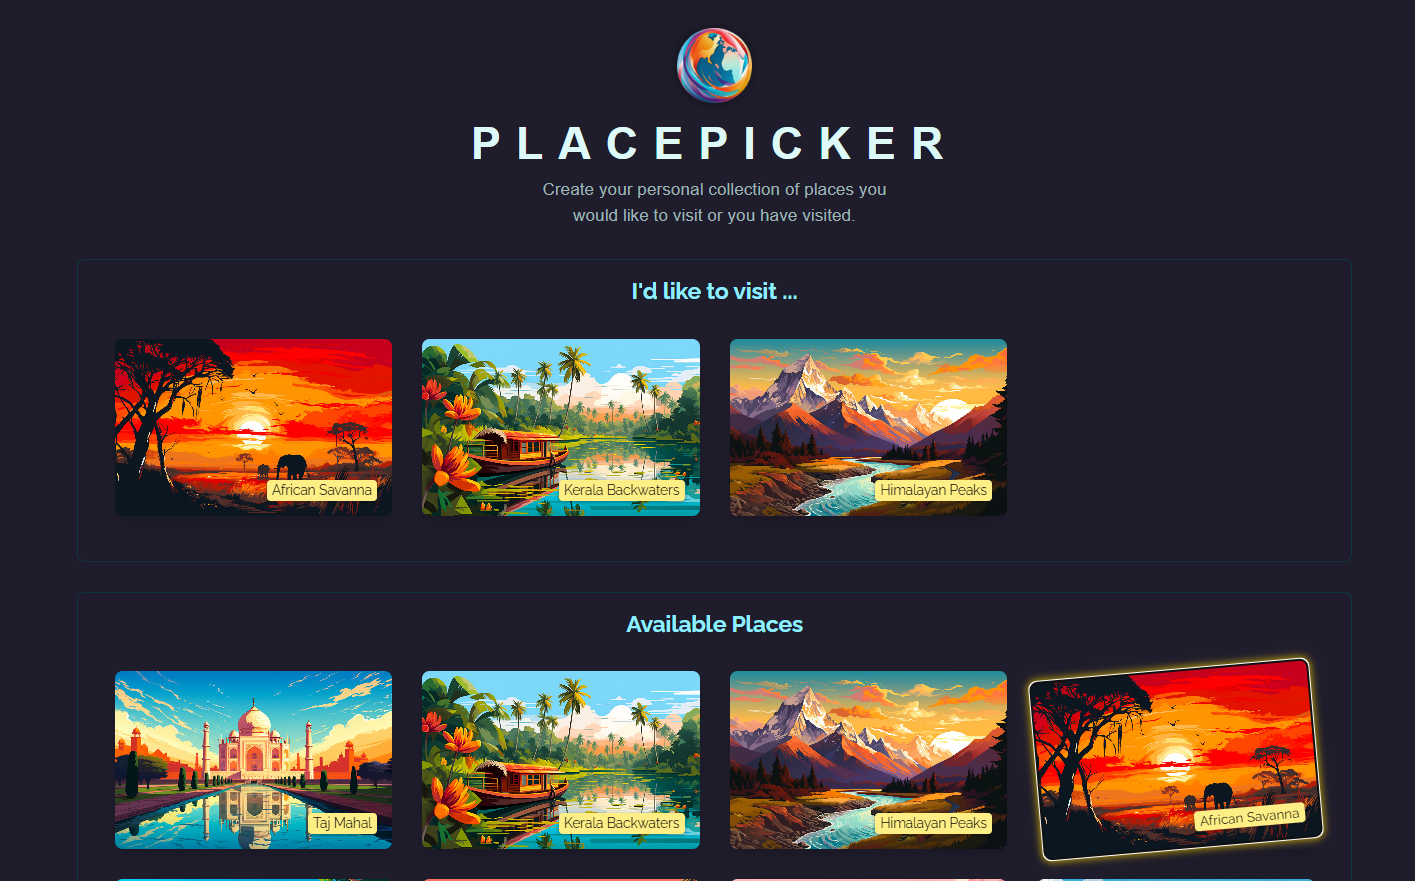 PLACEPICKER
Create your personal collection of places you
would like to visit or you have visited.
I'd like to visit ...
African Savanna
Kerala Backwaters
Himalayan Peaks
Available Places
Taj Mahal
Kerala Backwaters
Himalayan Peaks
African Savanna